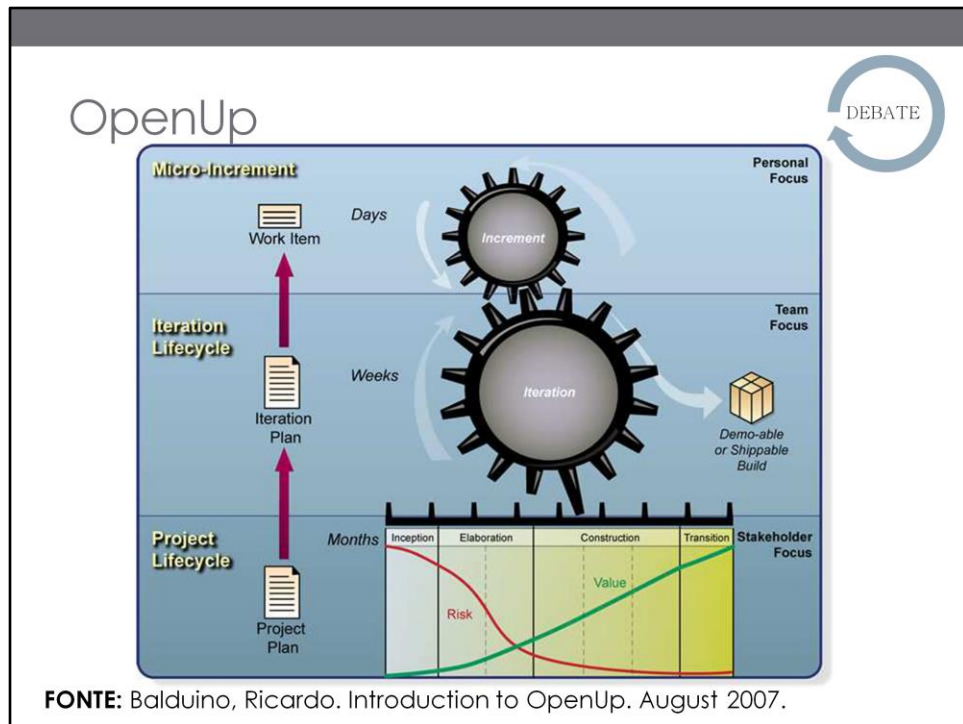 OpenUp
DEBATE
Micro-Increment
Personal
Focus
Days
Work Item
Increment
Iteration
Lifecycle
Team
Focus
Weeks
Iteration
Plan
Iteration
Demo-able
or Shippable
Build
Project
Lifecycle
Months
Inception
Elaboration
Construction
Transition
Stakeholder
Focus
Value
Risk
Project
Plan
FONTE: Balduino, Ricardo. Introduction to OpenUp. August 2007.